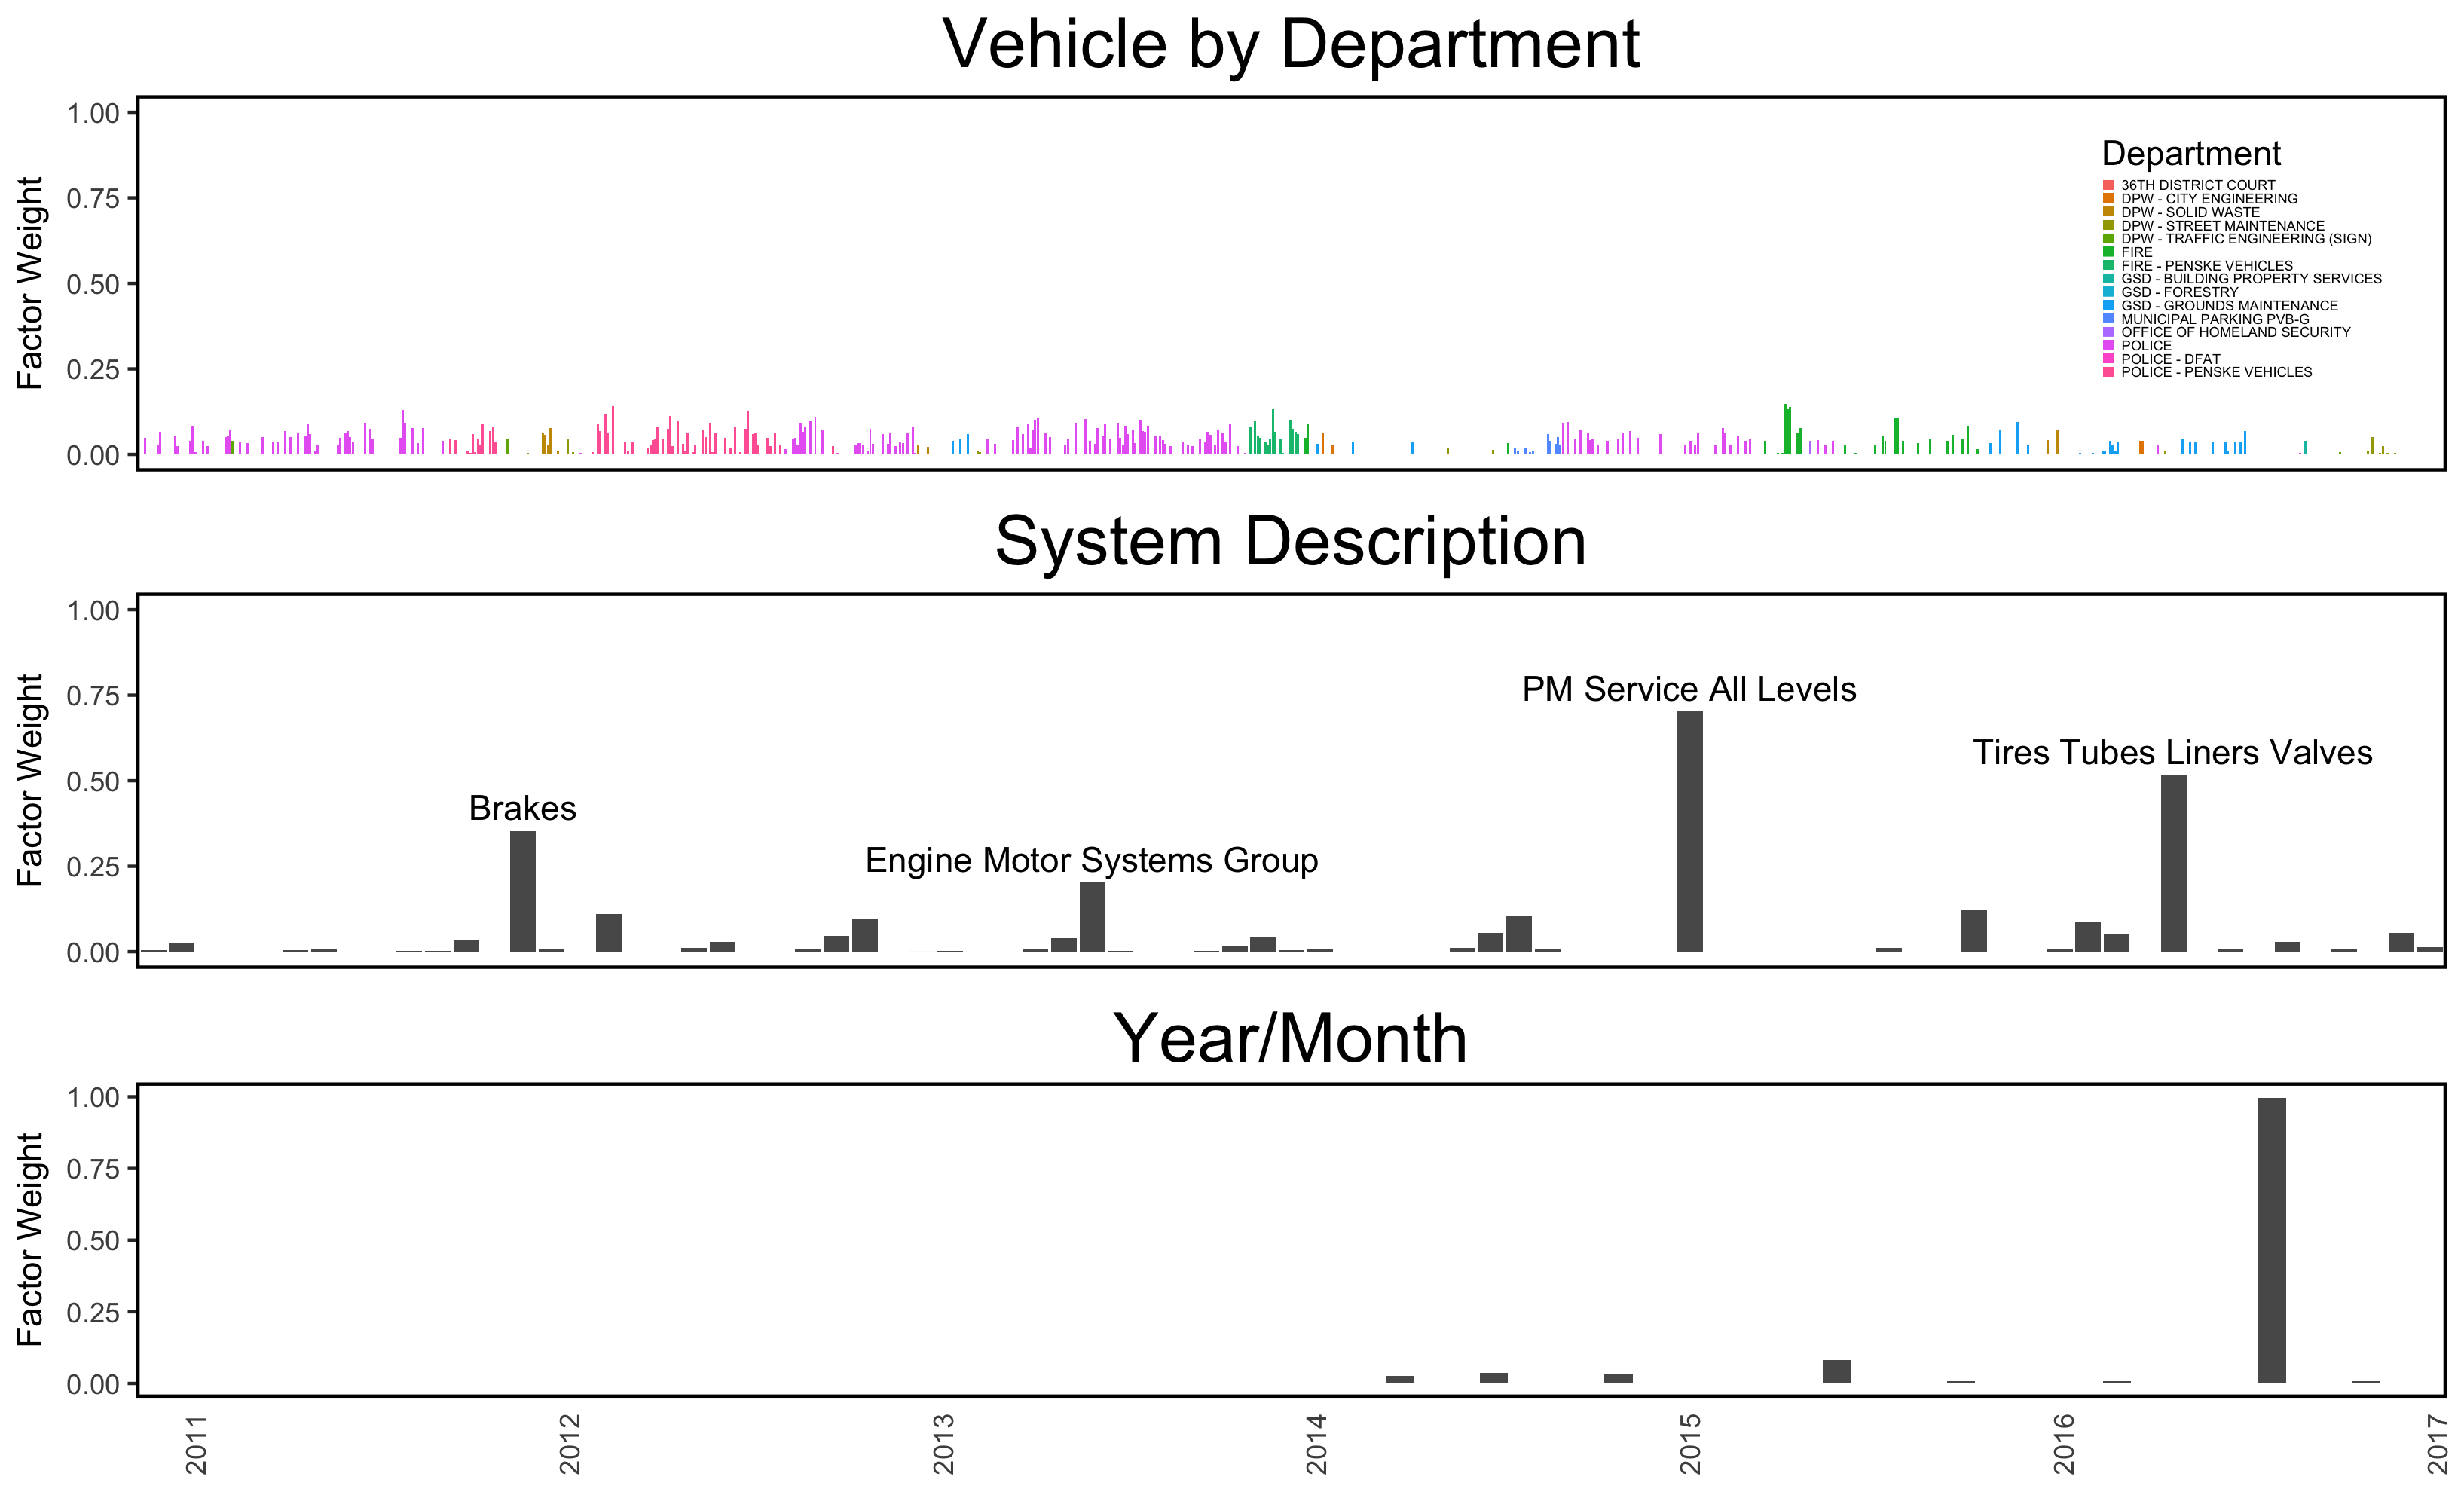 Vehicle by Department
Factor Weight
1.00
0.75
0.50
0.25
0.00
Department
36TH DISTRICT COURT
DPW - CITY ENGINEERING
DPW - SOLID WASTE
DPW - STREET MAINTENANCE
DPW - TRAFFIC ENGINEERING (SIGN)
FIRE
FIRE - PENSKE VEHICLES
GSD - BUILDING PROPERTY SERVICES
GSD - FORESTRY
GSD - GROUNDS MAINTENANCE
MUNICIPAL PARKING PVB-G
OFFICE OF HOMELAND SECURITY
POLICE
POLICE - DFAT
POLICE - PENSKE VEHICLES
System Description
Factor Weight
1.00
0.75
0.50
0.25
0.00
PM Service All Levels
Tires Tubes Liners Valves
Brakes
Engine Motor Systems Group
Year/Month
Factor Weight
1.00
0.75
0.50
0.25
0.00
2011
2012
2013
2014
2015
2016
2017